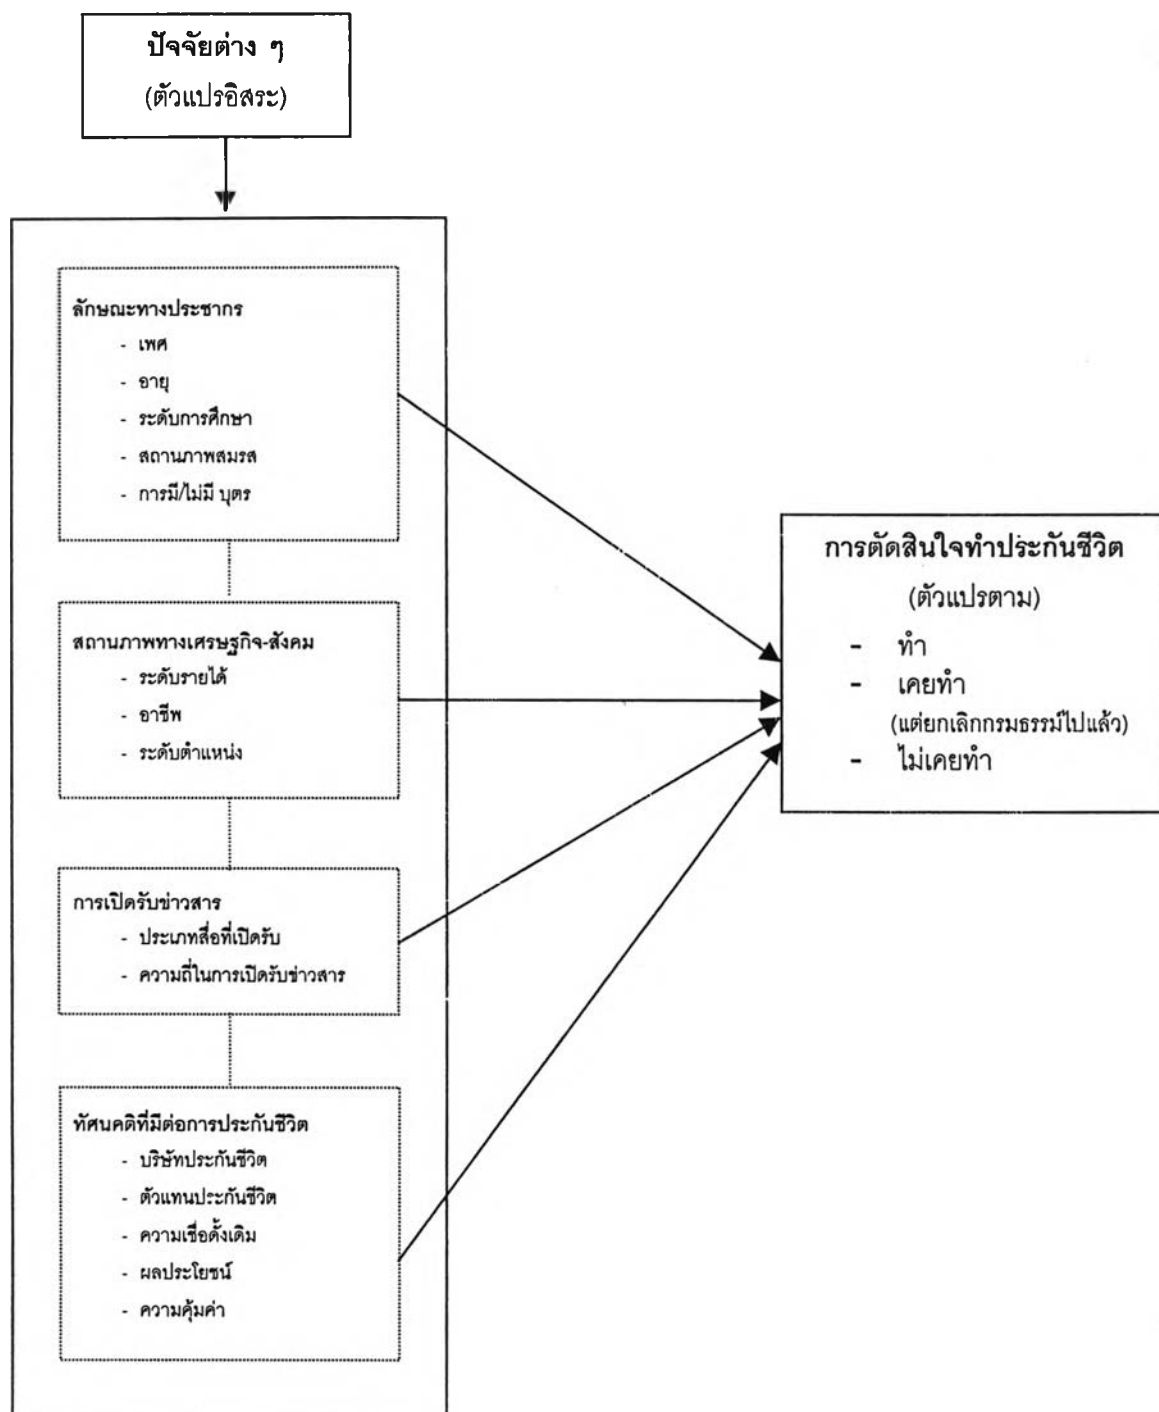 ปัจจัยต่าง ๆ
(ตัวแปรอิสระ)
ลักษณะทางประชากร
- เพศ
- อายุ
- ระดับการศึกษา
- สถานภาพสมรส
- การมี/ไม่มี บุตร
สถานภาพทางเศรษฐกิจ-สังคม
- ระดับรายได้
- อาชีพ
- ระดับตำแหน่ง
การเปิดรับข่าวสาร
- ประเภทสื่อที่เปิดรับ
- ความถี่ในการเปิดรับข่าวสาร
ทัศนคติที่มีต่อการประกันชีวิต
- บริษัทประกันชีวิต
- ตัวแทนประกันชีวิต
- ความเชื่อดั้งเดิม
- ผลประโยชน์
- ความคุ้มค่า
การตัดสินใจทำประกันชีวิต
(ตัวแปรตาม)
- ทำ
- เคยทำ
(แต่ยกเลิกกรมธรรม์ไปแล้ว)
- ไม่เคยทำ